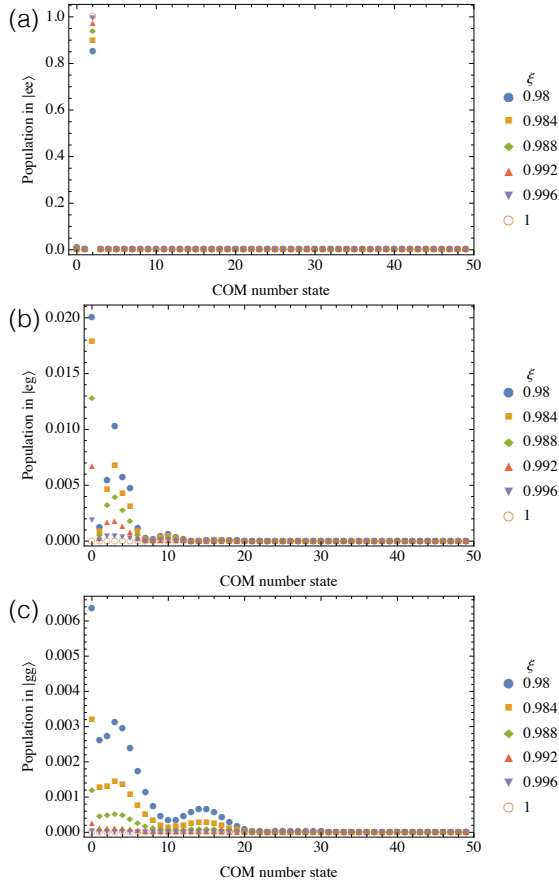 (a)
Population in |ee⟩
1.0
0.8
0.6
0.4
0.2
0.0
0 10 20 30 40 50
COM number state
ξ
0.98
0.984
0.988
0.992
0.996
1
(b)
Population in |eg⟩
0.020
0.015
0.010
0.005
0.000
0 10 20 30 40 50
COM number state
ξ
0.98
0.984
0.988
0.992
0.996
1
(c)
Population in |gg⟩
0.006
0.005
0.004
0.003
0.002
0.001
0.000
0 10 20 30 40 50
COM number state
ξ
0.98
0.984
0.988
0.992
0.996
1